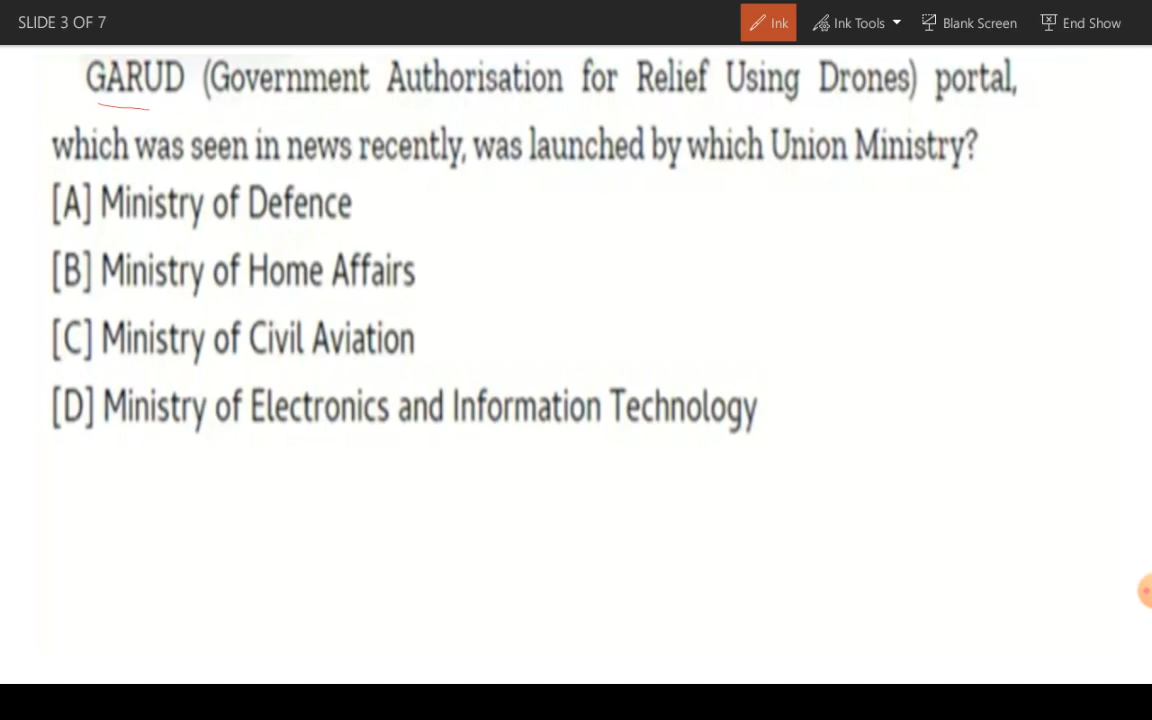 SLIDE 3 OF 7 Ink Ink Tools Blank Screen End Show
GARUD (Government Authorisation for Relief Using Drones) portal,
which was seen in news recently, was launched by which Union Ministry?
[A] Ministry of Defence
[B] Ministry of Home Affairs
[C] Ministry of Civil Aviation
[D] Ministry of Electronics and Information Technology